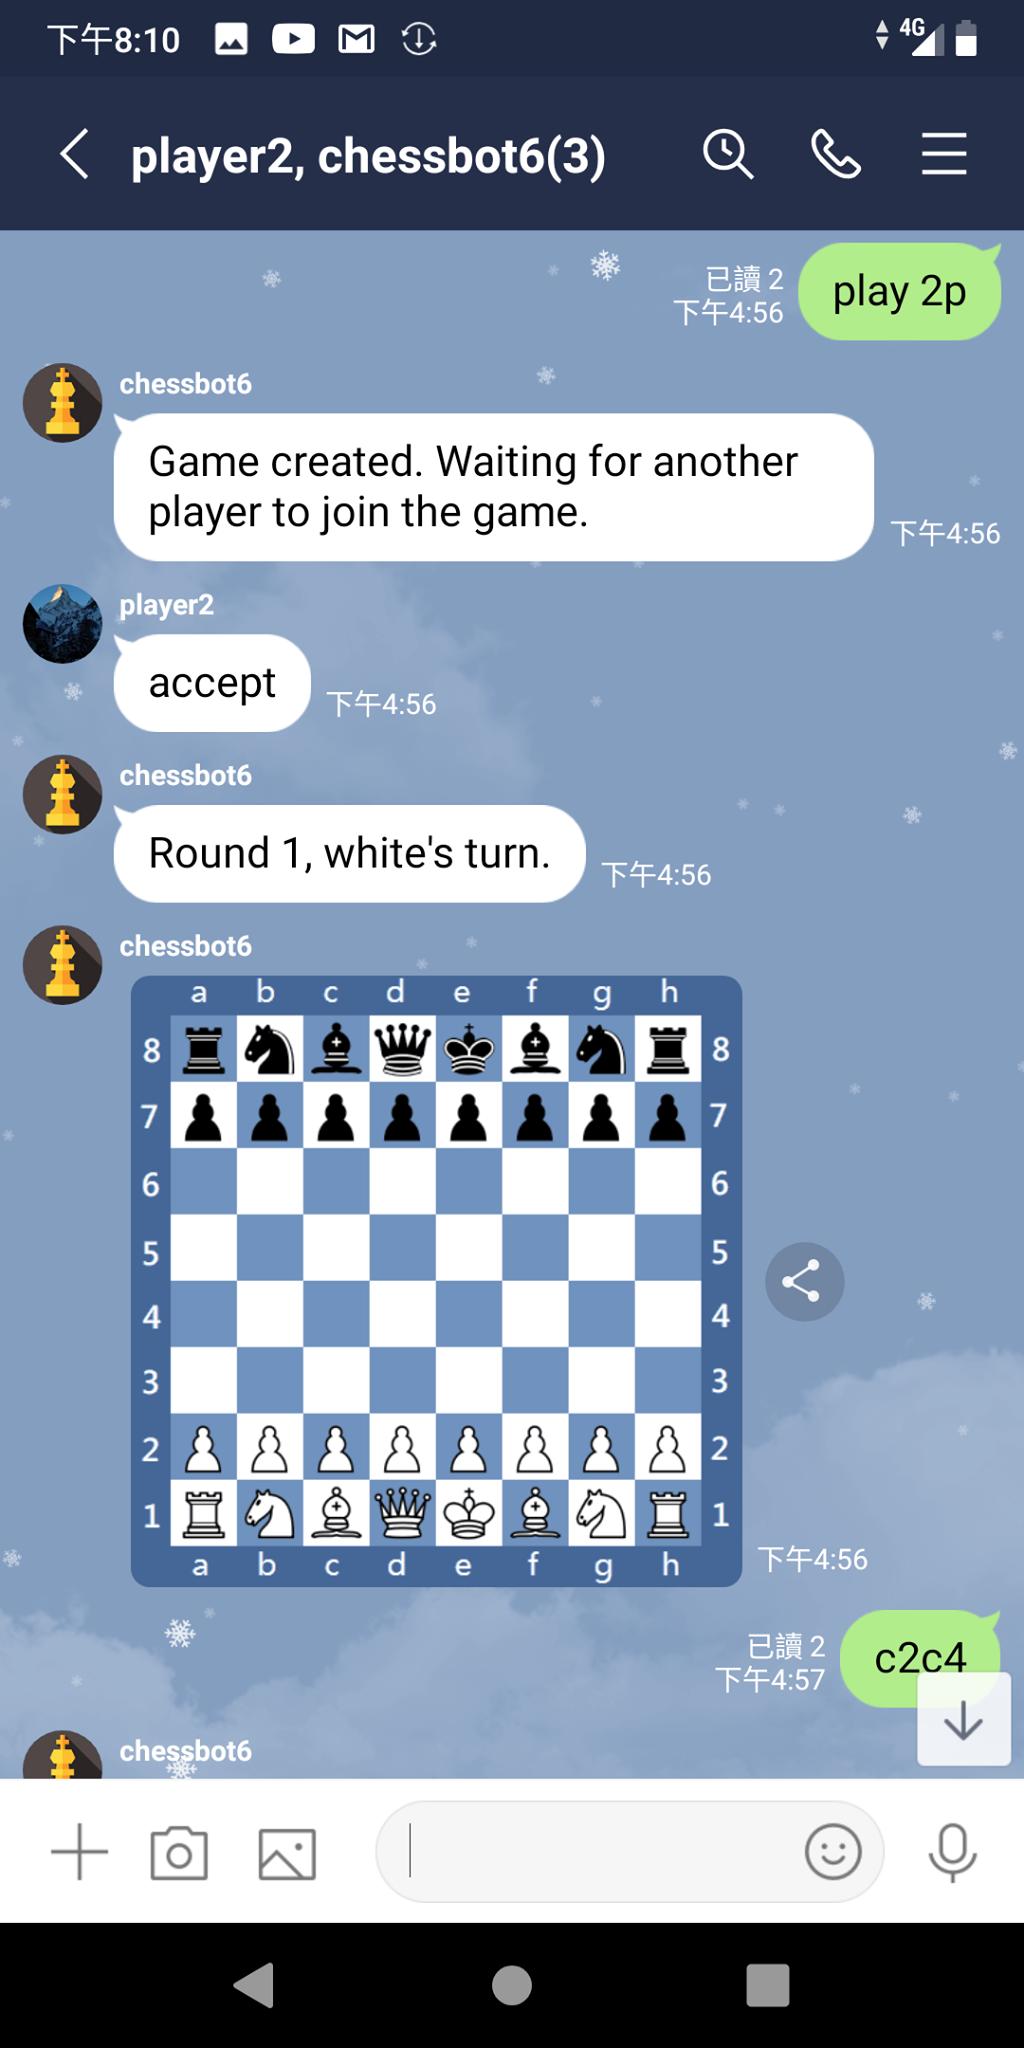 下午8:10
4G
player2, chessbot6(3)
已讀 2
下午4:56
play 2p
chessbot6
Game created. Waiting for another
player to join the game.
下午4:56
player2
accept
下午4:56
chessbot6
Round 1, white's turn.
下午4:56
chessbot6
a b c d e f g h
8 8
7 7
6 6
5 5
4 4
3 3
2 2
1 1
a b c d e f g h
下午4:56
已讀 2
下午4:57
c2c4
chessbot6